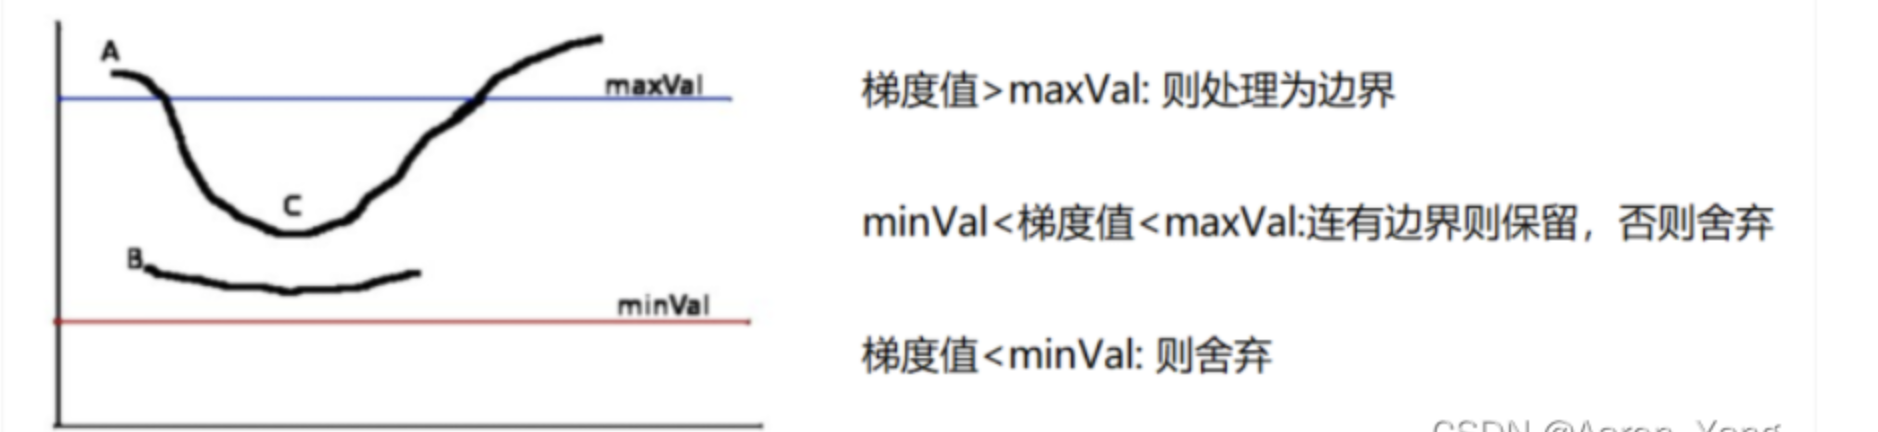 A
maxVal
梯度值>maxVal: 则处理为边界
C
minVal<梯度值<maxVal:连有边界则保留，否则舍弃
B
minVal
梯度值<minVal: 则舍弃
CSDN @Aaron_Yang